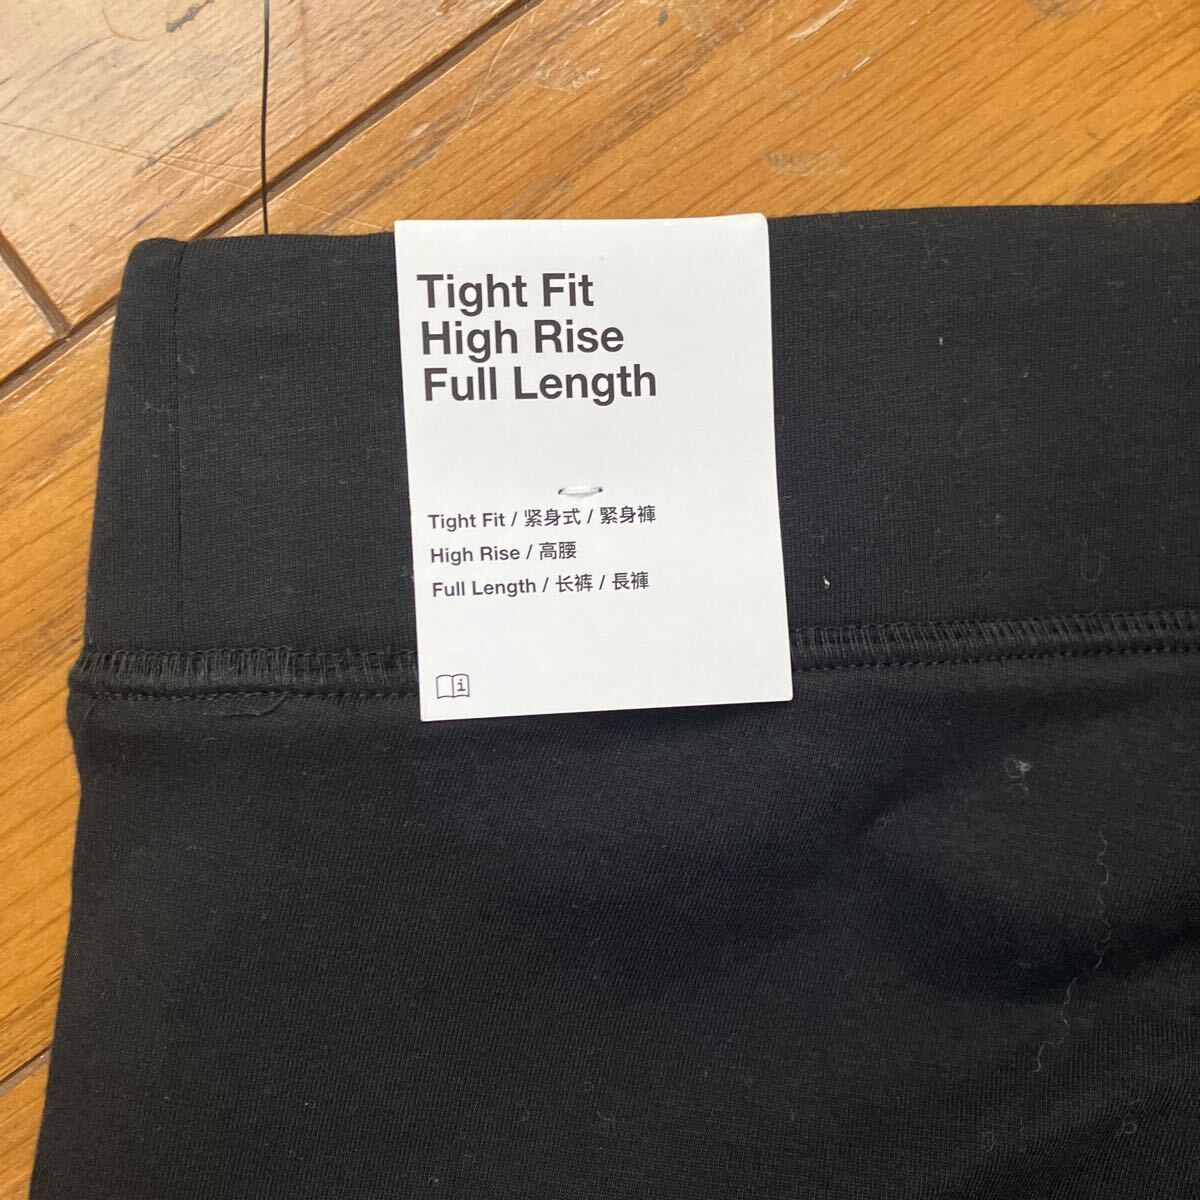 Tight Fit
High Rise
Full Length
Tight Fit / 紧身式 / 緊身褲
High Rise / 高腰
Full Length / 长裤 / 長褲
i